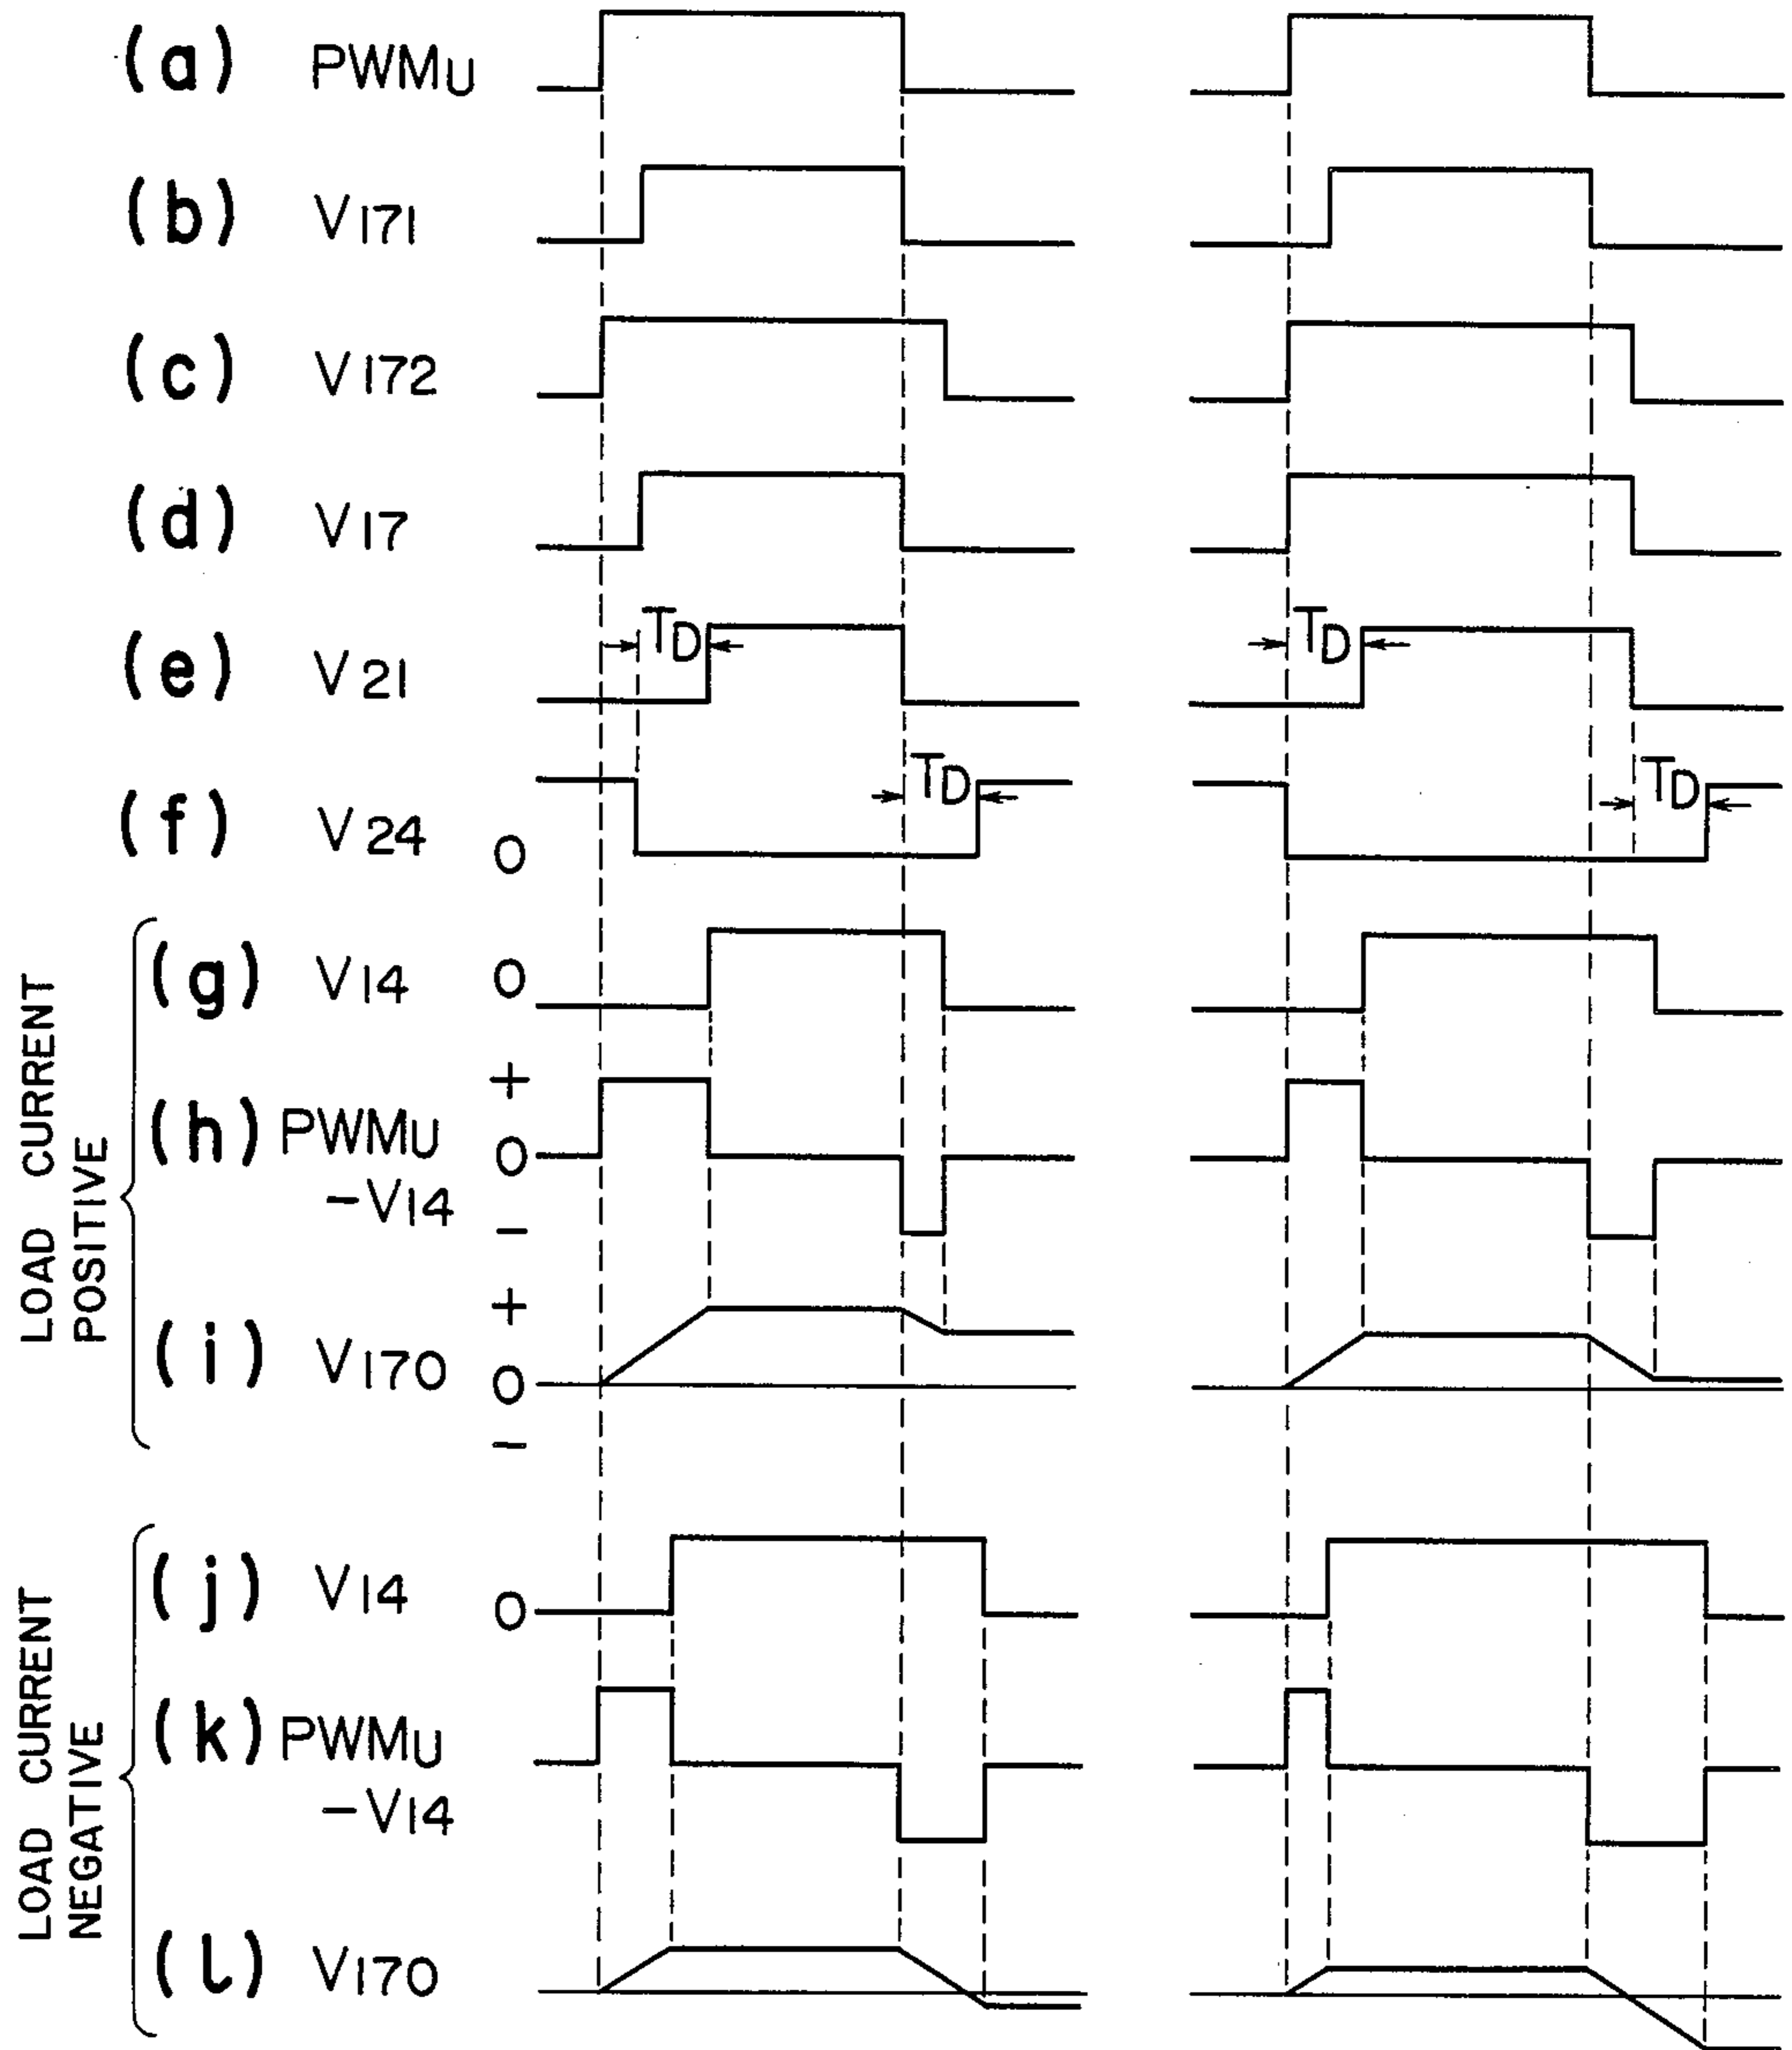 (a) PWMU
(b) V171
(c) V172
(d) V17
(e) V21 TD TD
(f) V24 0 TD TD
LOAD CURRENT
POSITIVE
(g) V14 0
(h) PWMU
-V14
+
0
-
(i) V170
+
0
-
LOAD CURRENT
NEGATIVE
(j) V14 0
(k) PWMU
-V14
(l) V170